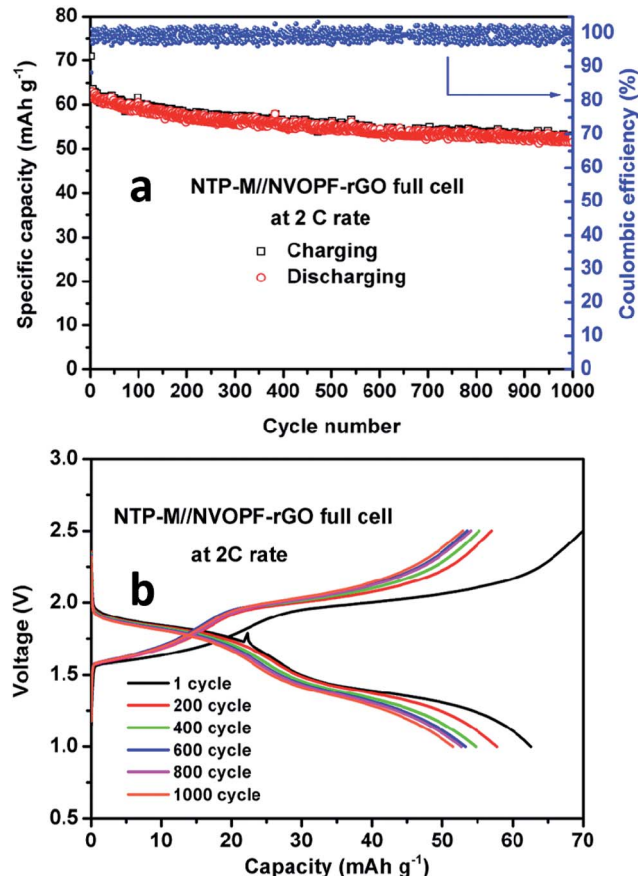 80
70
60
50
40
30
20
10
0
Specific capacity (mAh g⁻¹)
100
90
80
70
60
50
40
30
20
10
0
Coulombic efficiency (%)
a
NTP-M//NVOPF-rGO full cell
at 2 C rate
Charging
Discharging
0 100 200 300 400 500 600 700 800 900 1000
Cycle number
3.0
2.5
2.0
1.5
1.0
0.5
Voltage (V)
NTP-M//NVOPF-rGO full cell
at 2C rate
b
1 cycle
200 cycle
400 cycle
600 cycle
800 cycle
1000 cycle
0 10 20 30 40 50 60 70
Capacity (mAh g⁻¹)